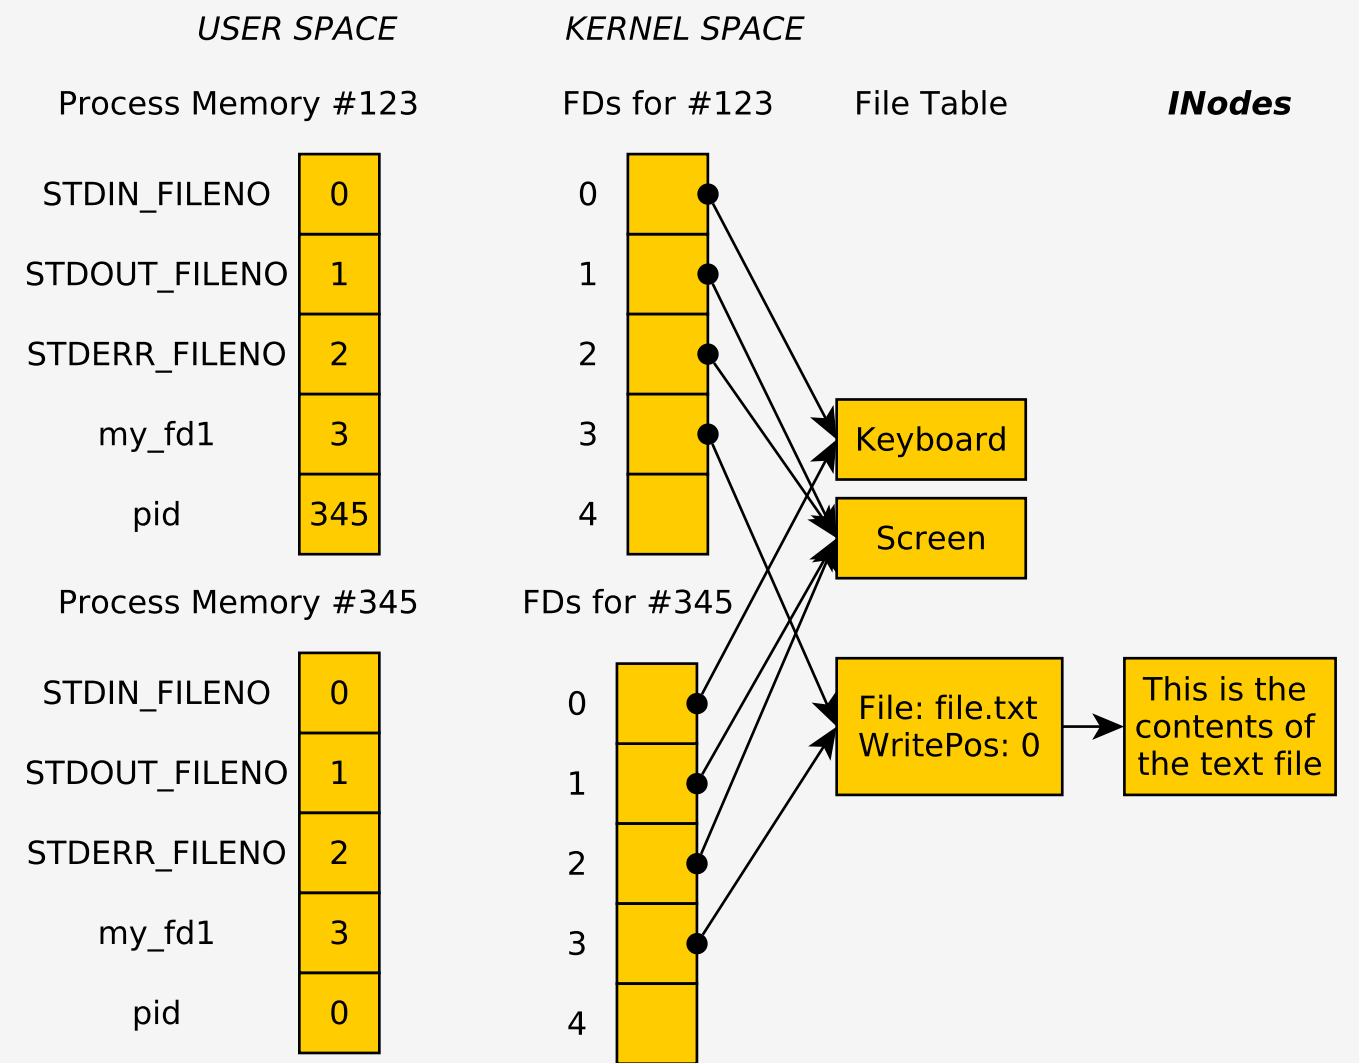 USER SPACE
KERNEL SPACE
Process Memory #123
FDs for #123
File Table
INodes
STDIN_FILENO 0
STDOUT_FILENO 1
STDERR_FILENO 2
my_fd1 3
pid 345
0
1
2
3
4
Keyboard
Screen
Process Memory #345
FDs for #345
STDIN_FILENO 0
STDOUT_FILENO 1
STDERR_FILENO 2
my_fd1 3
pid 0
0
1
2
3
4
File: file.txt
WritePos: 0
This is the
contents of
the text file